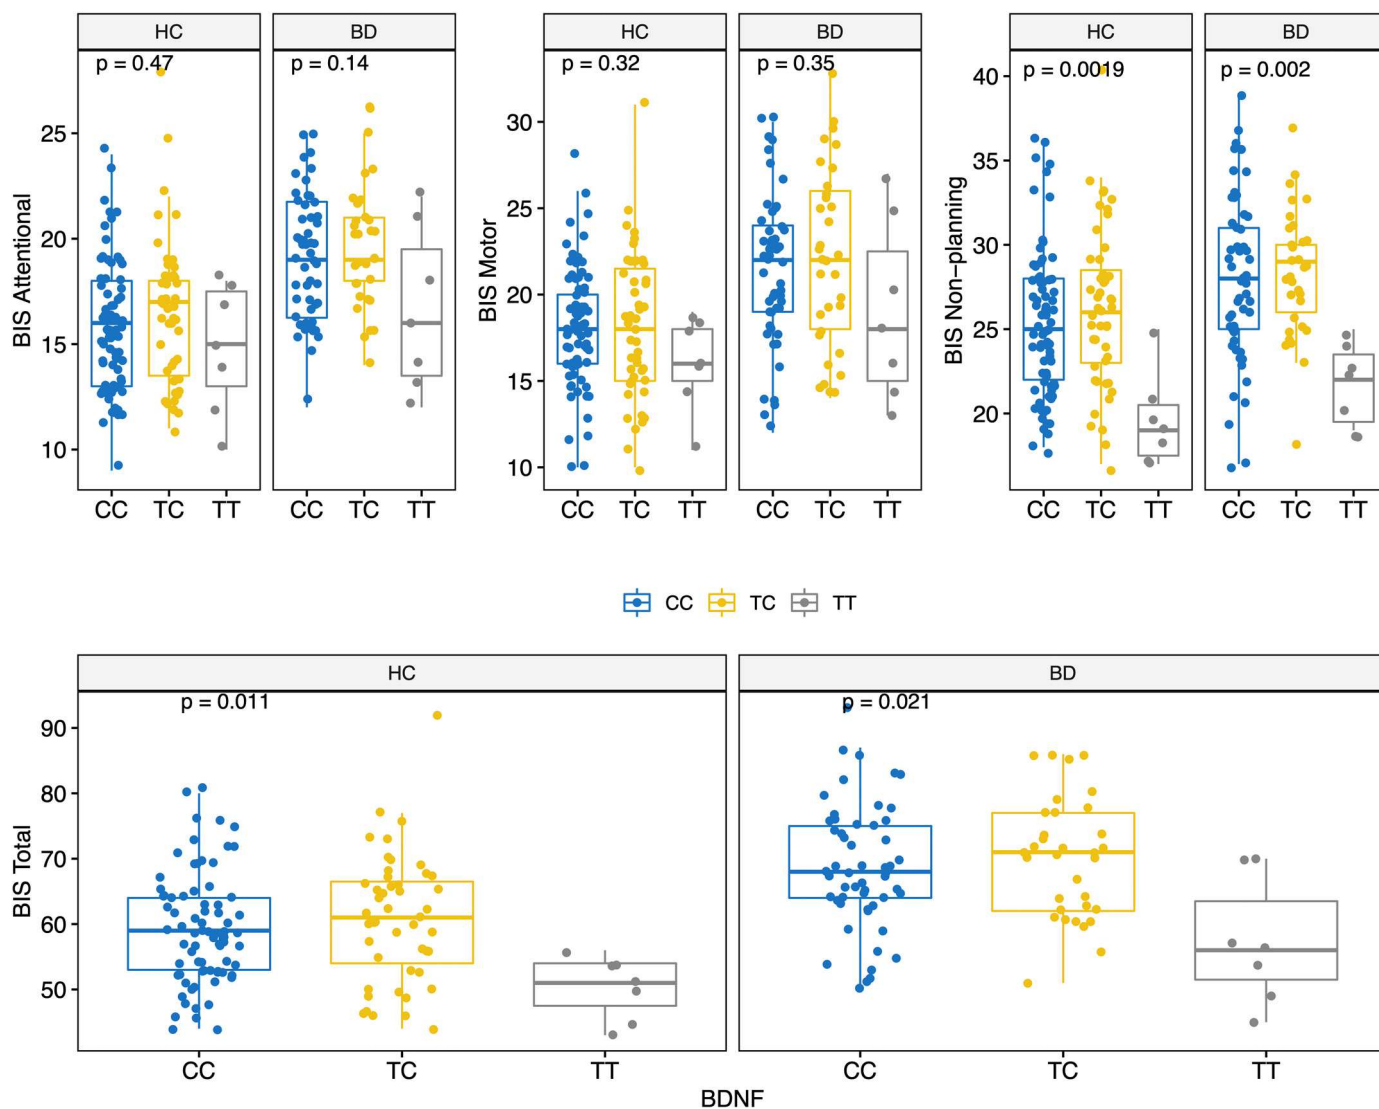 HC BD HC BD HC BD
p = 0.47 p = 0.14 p = 0.32 p = 0.35 p = 0.0019 p = 0.002
BIS Attentional
25
20
15
10
CC TC TT CC TC TT
BIS Motor
30
25
20
15
10
CC TC TT CC TC TT
BIS Non−planning
40
35
30
25
20
CC TC TT CC TC TT
CC TC TT
HC BD
p = 0.011 p = 0.021
BIS Total
90
80
70
60
50
CC TC TT CC TC TT
BDNF